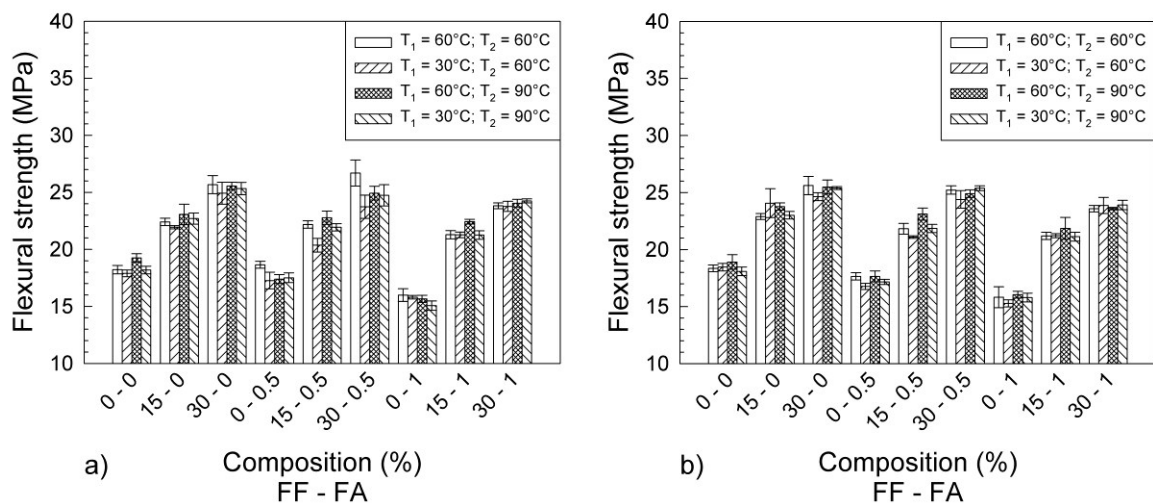 40
35
30
25
20
15
10
Flexural strength (MPa)
T1 = 60°C; T2 = 60°C
T1 = 30°C; T2 = 60°C
T1 = 60°C; T2 = 90°C
T1 = 30°C; T2 = 90°C
0 - 0
15 - 0
30 - 0
0 - 0.5
15 - 0.5
30 - 0.5
0 - 1
15 - 1
30 - 1
a)
Composition (%)
FF - FA
40
35
30
25
20
15
10
Flexural strength (MPa)
T1 = 60°C; T2 = 60°C
T1 = 30°C; T2 = 60°C
T1 = 60°C; T2 = 90°C
T1 = 30°C; T2 = 90°C
0 - 0
15 - 0
30 - 0
0 - 0.5
15 - 0.5
30 - 0.5
0 - 1
15 - 1
30 - 1
b)
Composition (%)
FF - FA